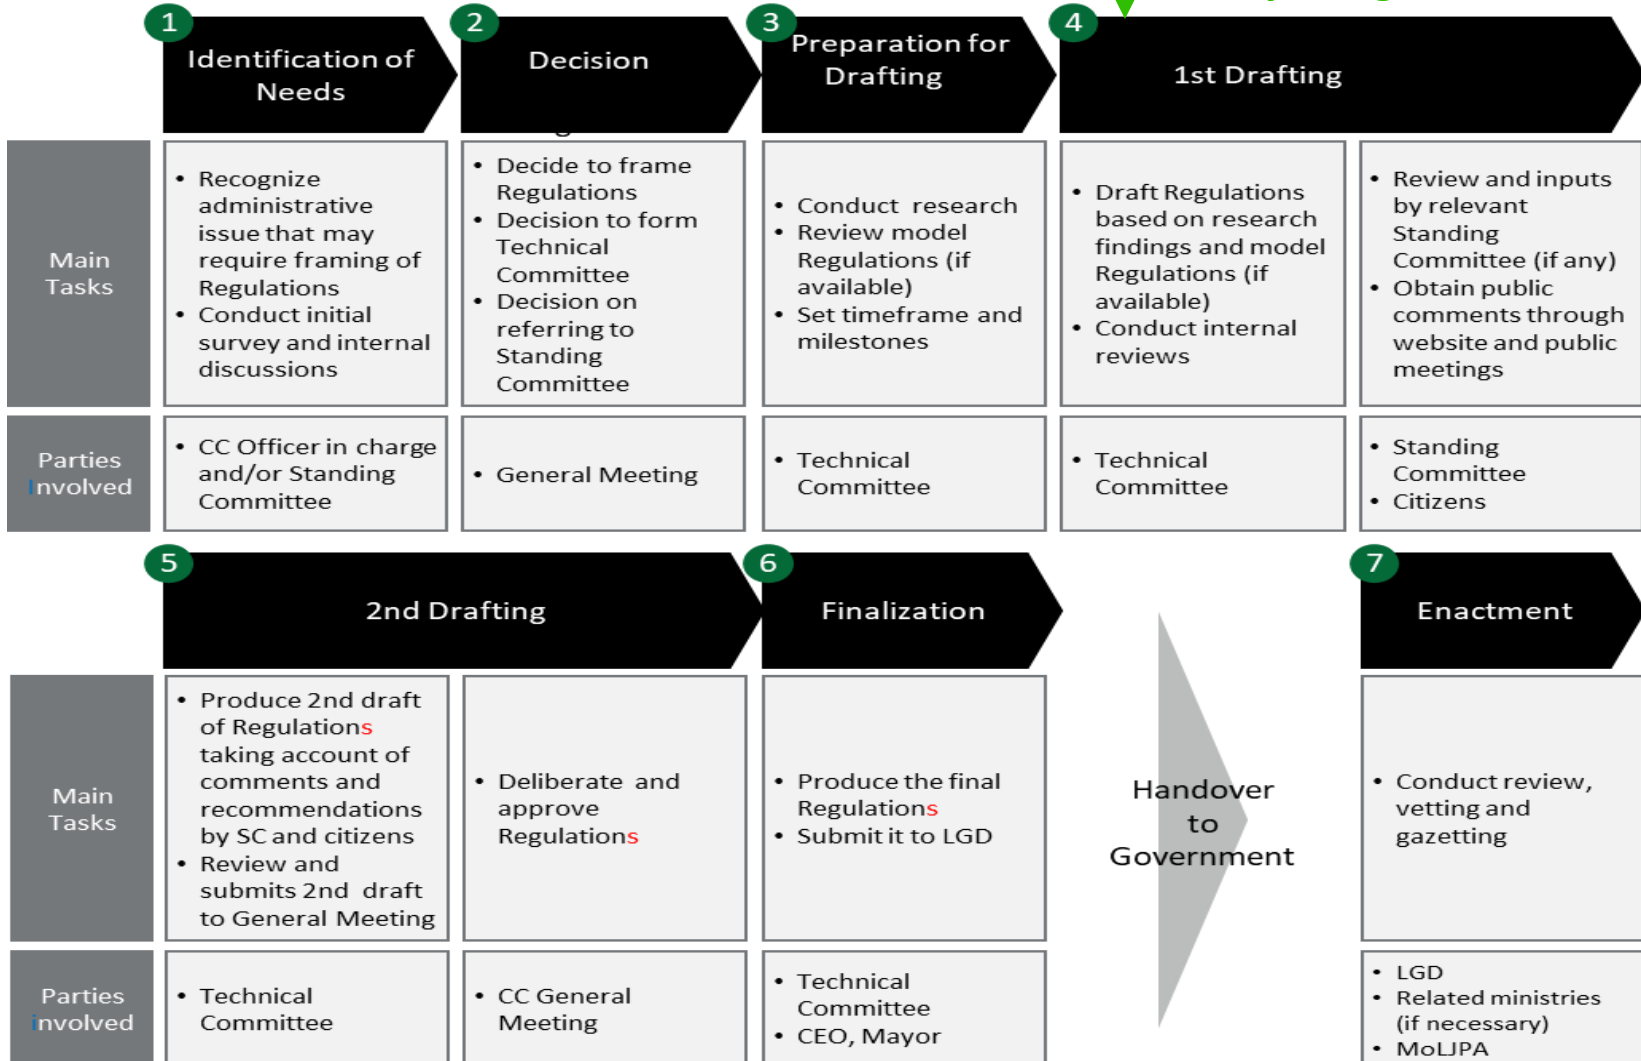 1
Identification of
Needs
2
Decision
3
Preparation for
Drafting
4
1st Drafting
Main
Tasks
• Recognize
administrative
issue that may
require framing of
Regulations
• Conduct initial
survey and internal
discussions
• Decide to frame
Regulations
• Decision to form
Technical
Committee
• Decision on
referring to
Standing
Committee
• Conduct research
• Review model
Regulations (if
available)
• Set timeframe and
milestones
• Draft Regulations
based on research
findings and model
Regulations (if
available)
• Conduct internal
reviews
• Review and inputs
by relevant
Standing
Committee (if any)
• Obtain public
comments through
website and public
meetings
Parties
Involved
• CC Officer in charge
and/or Standing
Committee
• General Meeting
• Technical
Committee
• Technical
Committee
• Standing
Committee
• Citizens
5
2nd Drafting
6
Finalization
7
Enactment
Main
Tasks
• Produce 2nd draft
of Regulations
taking account of
comments and
recommendations
by SC and citizens
• Review and
submits 2nd draft
to General Meeting
• Deliberate and
approve
Regulations
• Produce the final
Regulations
• Submit it to LGD
Handover
to
Government
• Conduct review,
vetting and
gazetting
Parties
involved
• Technical
Committee
• CC General
Meeting
• Technical
Committee
• CEO, Mayor
• LGD
• Related ministries
(if necessary)
• MoLJPA